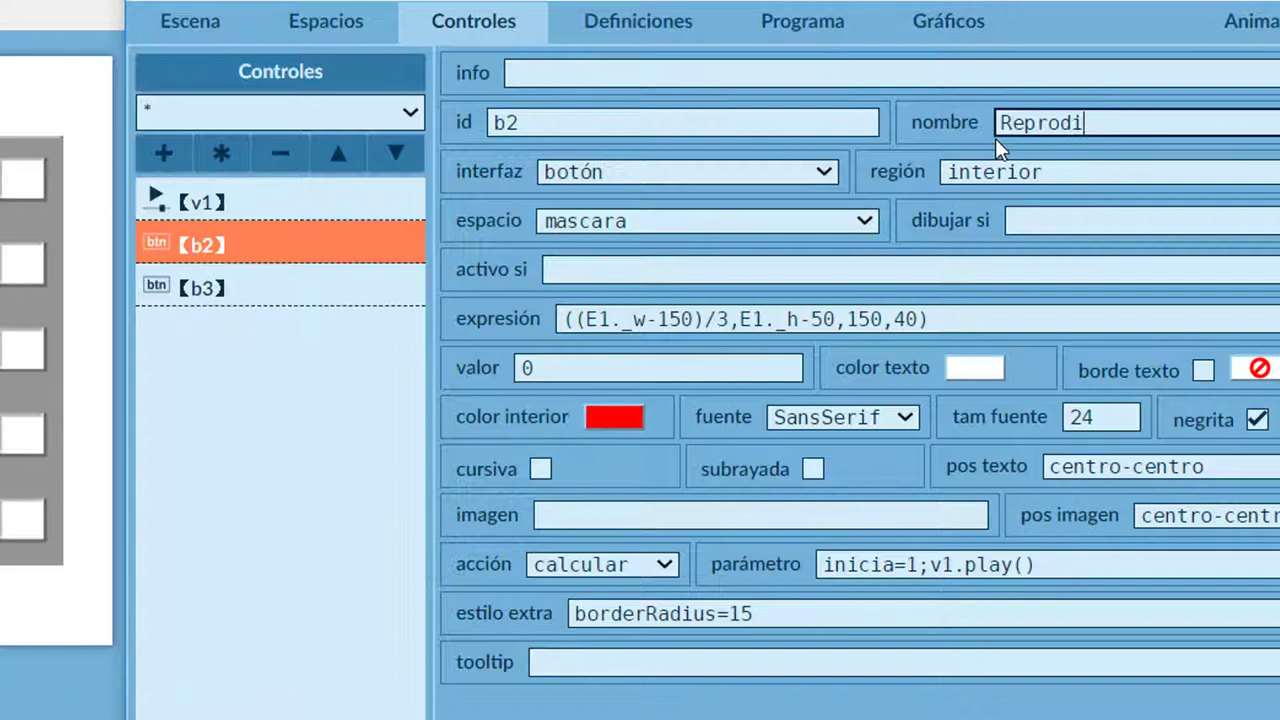 Escena Espacios Controles Definiciones Programa Gráficos Anima
Controles
*
btn 【v1】
btn 【b2】
btn 【b3】
info
id b2 nombre Reprodi
interfaz botón región interior
espacio mascara dibujar si
activo si
expresión ((E1._w-150)/3,E1._h-50,150,40)
valor 0 color texto borde texto
color interior fuente SansSerif tam fuente 24 negrita
cursiva subrayada pos texto centro-centro
imagen pos imagen centro-centr
acción calcular parámetro inicia=1;v1.play()
estilo extra borderRadius=15
tooltip